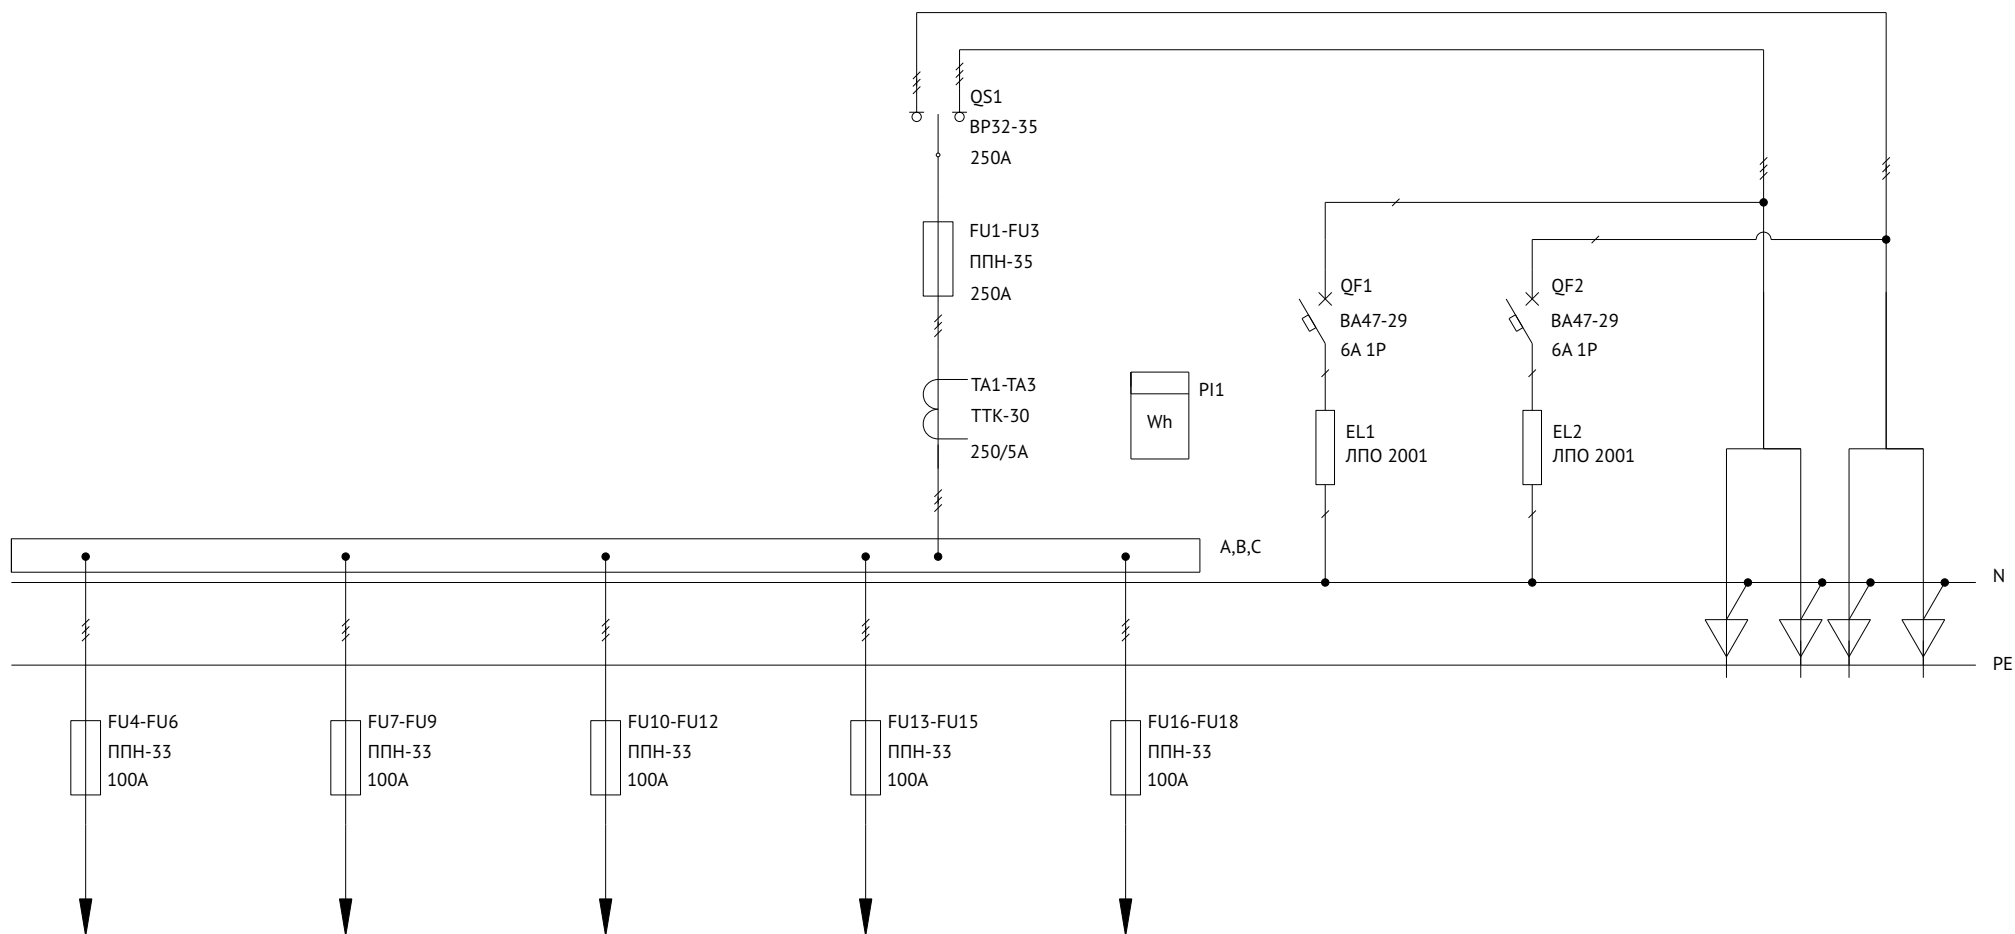 QS1
ВР32-35
250А
FU1-FU3
ППН-35
250А
TA1-TA3
ТТК-30
250/5А
PI1
Wh
QF1
ВА47-29
6А 1Р
QF2
ВА47-29
6А 1Р
EL1
ЛПО 2001
EL2
ЛПО 2001
A,B,C
N
PE
FU4-FU6
ППН-33
100А
FU7-FU9
ППН-33
100А
FU10-FU12
ППН-33
100А
FU13-FU15
ППН-33
100А
FU16-FU18
ППН-33
100А